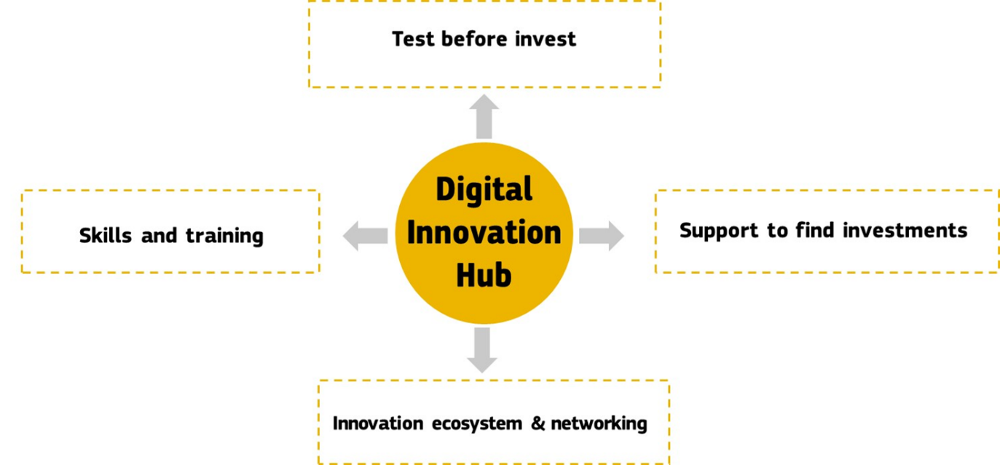 Test before invest
Digital
Innovation
Hub
Skills and training
Support to find investments
Innovation ecosystem & networking